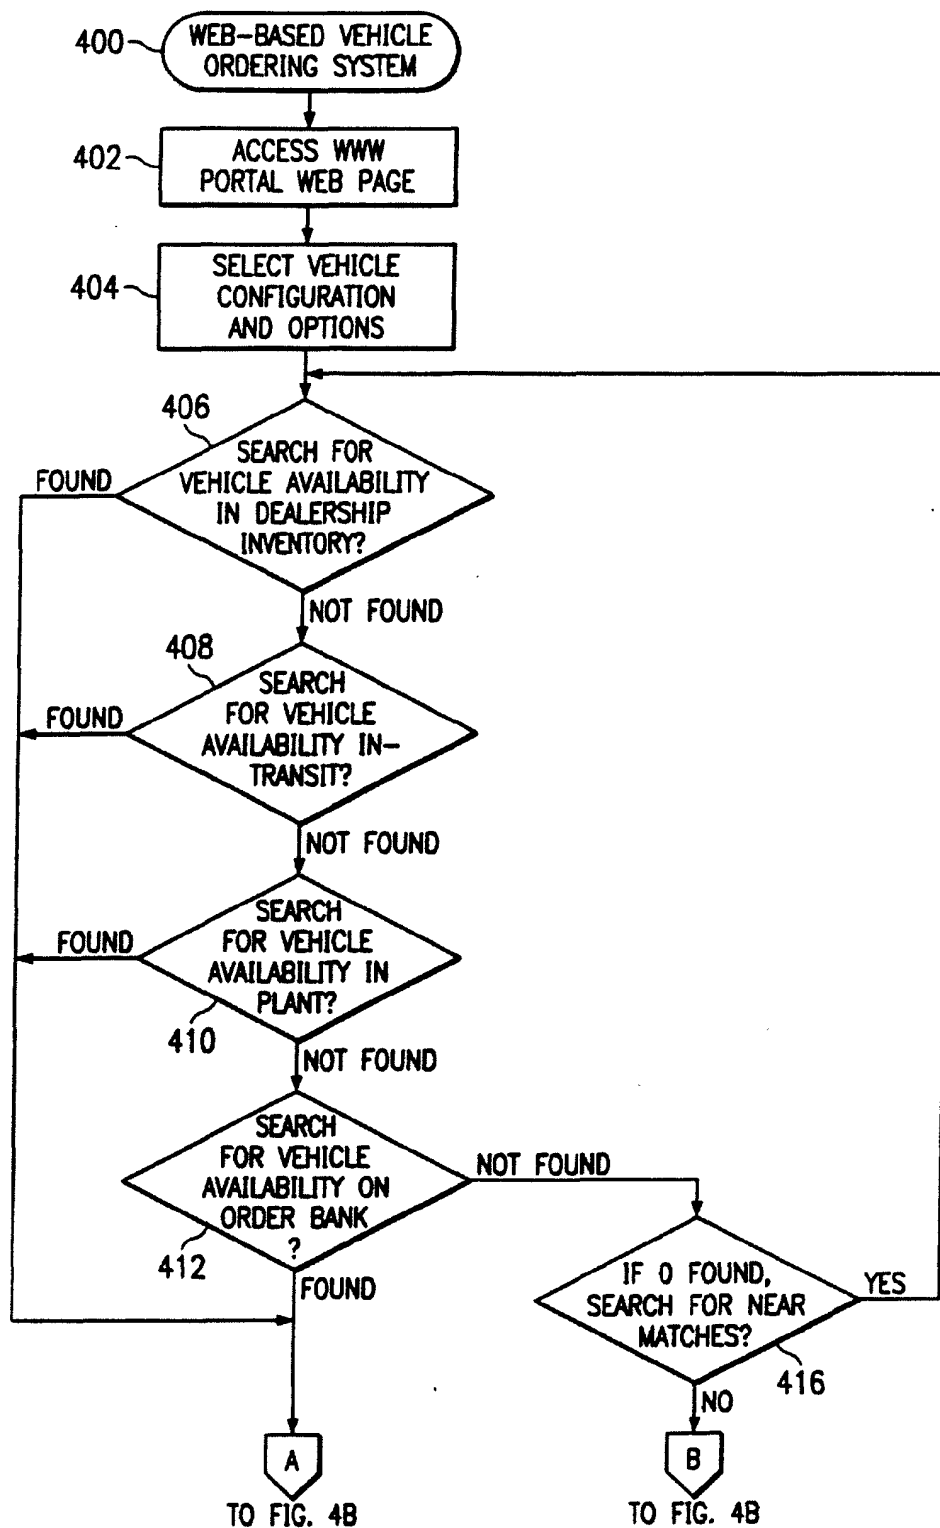 400
WEB-BASED VEHICLE
ORDERING SYSTEM
402
ACCESS WWW
PORTAL WEB PAGE
404
SELECT VEHICLE
CONFIGURATION
AND OPTIONS
406
SEARCH FOR
VEHICLE AVAILABILITY
IN DEALERSHIP
INVENTORY?
FOUND
NOT FOUND
408
SEARCH
FOR VEHICLE
AVAILABILITY IN-
TRANSIT?
FOUND
NOT FOUND
SEARCH
FOR VEHICLE
AVAILABILITY IN
PLANT?
FOUND
410
NOT FOUND
SEARCH
FOR VEHICLE
AVAILABILITY ON
ORDER BANK
?
412
NOT FOUND
FOUND
IF 0 FOUND,
SEARCH FOR NEAR
MATCHES?
YES
416
NO
A
TO FIG. 4B
B
TO FIG. 4B